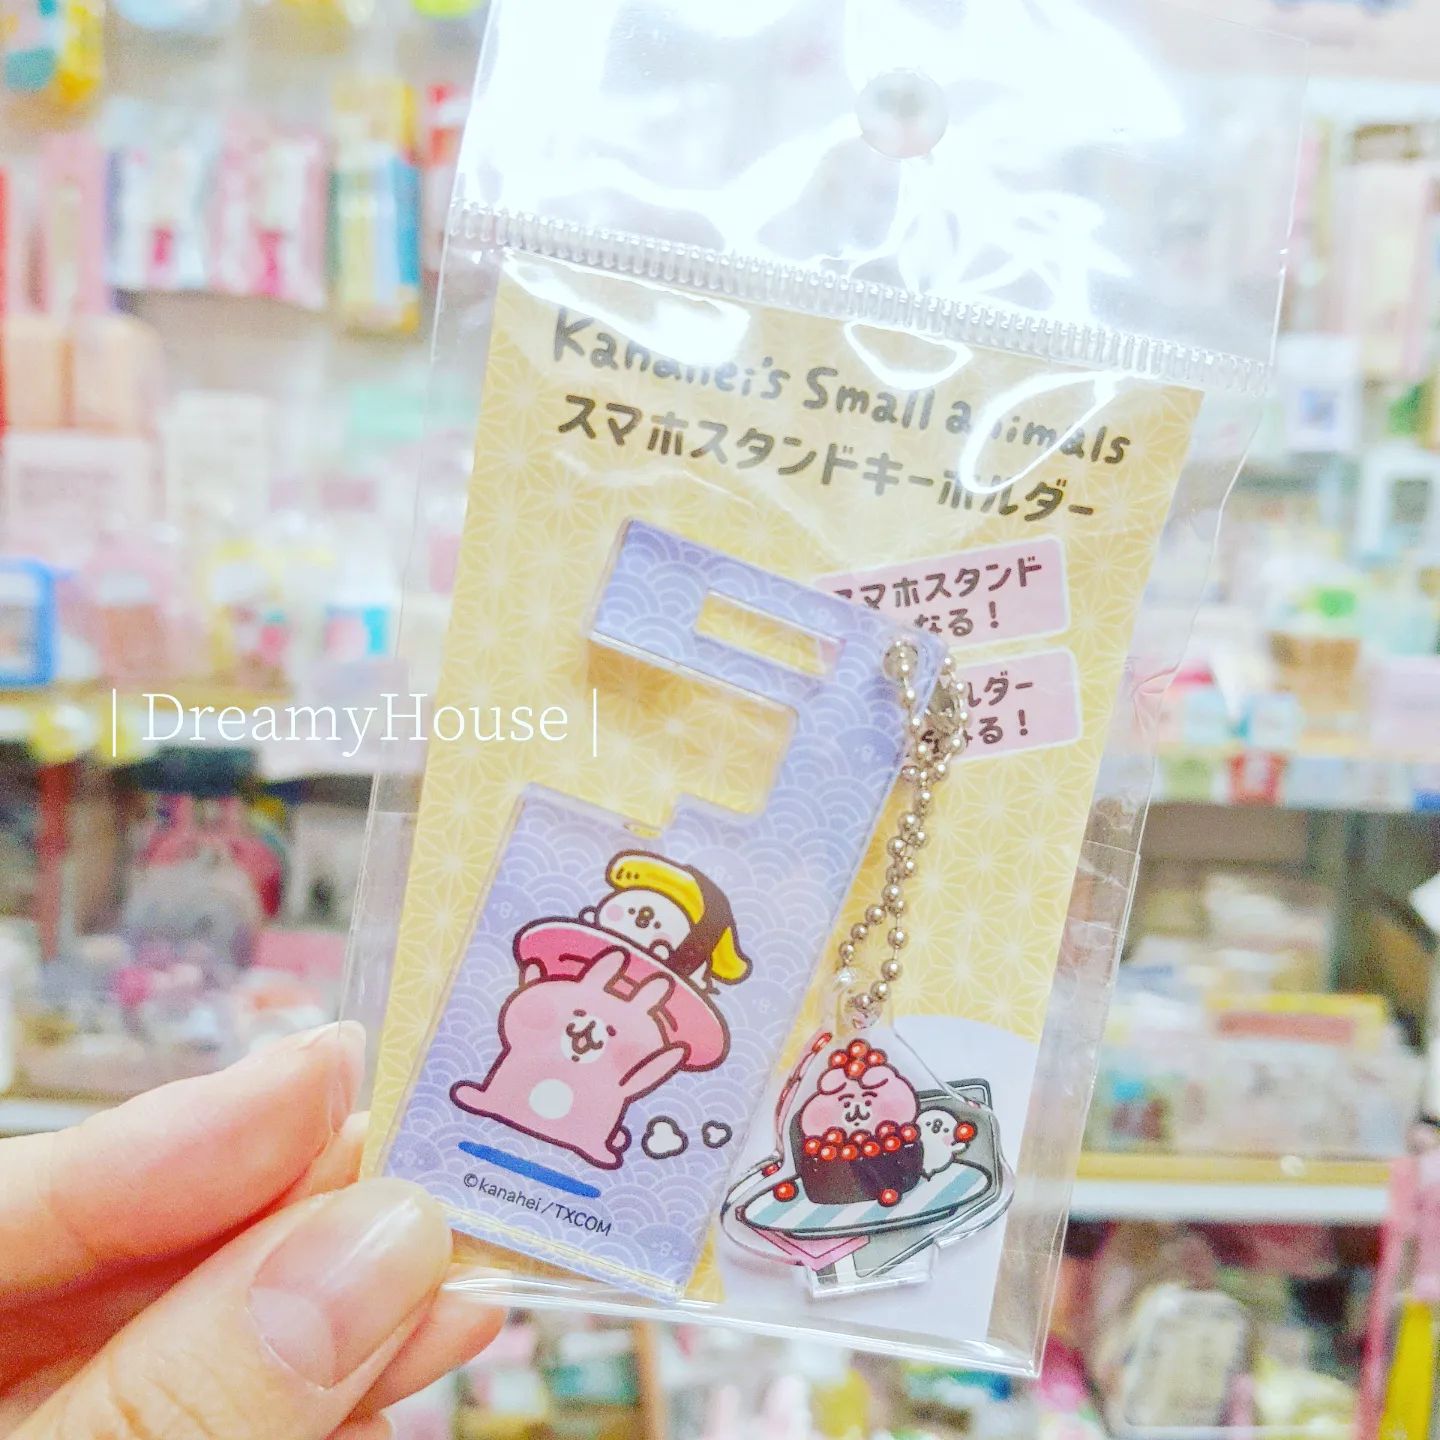 Kanahei's Small animals
スマホスタンドキーホルダー
スマホスタンド
なる！
ルダー
なる！
| DreamyHouse |
©kanahei/TXCOM